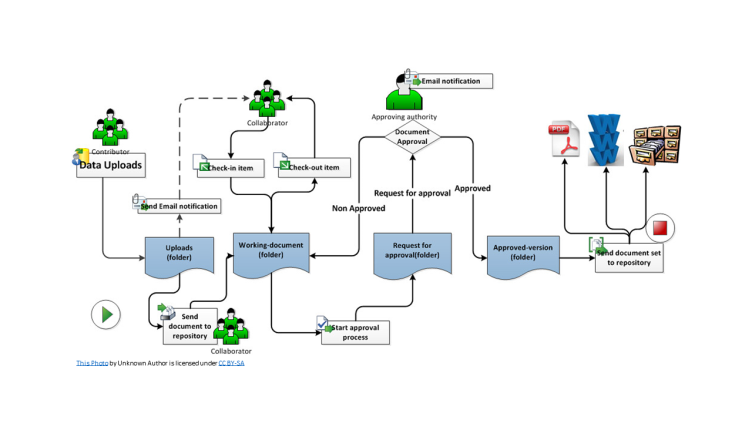 Email notification
Collaborator
Approving authority
Contributor
Data Uploads
Document
Approval
PDF
Check-in item
Check-out item
Request for approval
Approved
Send Email notification
Non Approved
Uploads
(folder)
Working-document
(folder)
Request for
approval(folder)
Approved-version
(folder)
Send document set
to repository
Send
document to
repository
Start approval
process
Collaborator
This Photo by Unknown Author is licensed under CC BY-SA